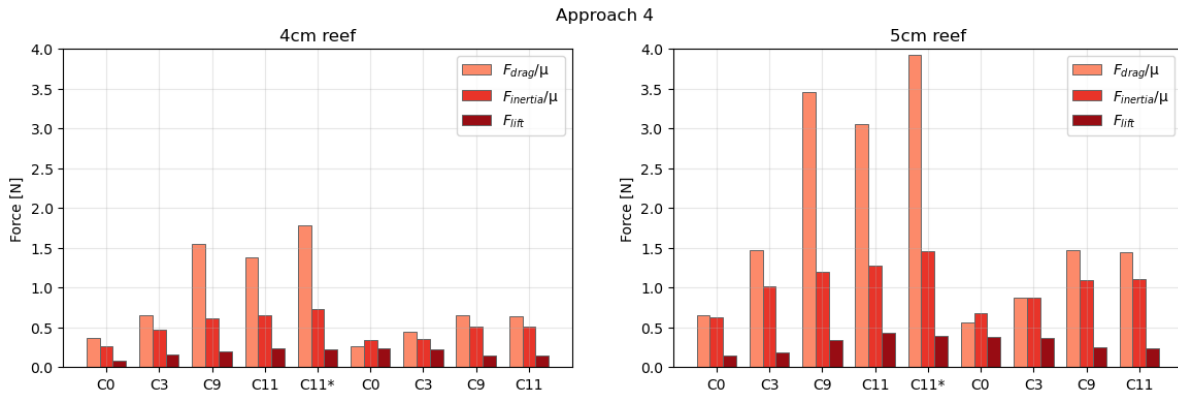 Approach 4
4cm reef
4.0
3.5
3.0
2.5
2.0
1.5
1.0
0.5
0.0
Force [N]
F_drag/μ
F_inertia/μ
F_lift
C0 C3 C9 C11 C11* C0 C3 C9 C11
5cm reef
4.0
3.5
3.0
2.5
2.0
1.5
1.0
0.5
0.0
Force [N]
F_drag/μ
F_inertia/μ
F_lift
C0 C3 C9 C11 C11* C0 C3 C9 C11